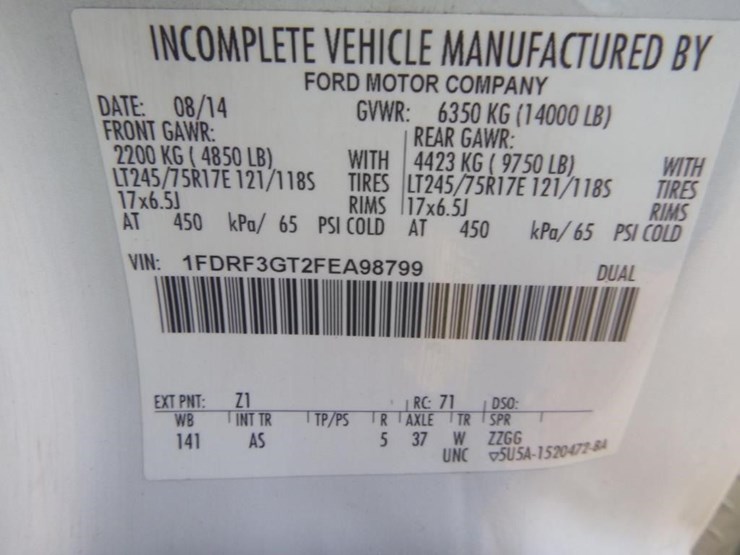 INCOMPLETE VEHICLE MANUFACTURED BY
FORD MOTOR COMPANY
DATE: 08/14 GVWR: 6350 KG (14000 LB)
FRONT GAWR: REAR GAWR:
2200 KG ( 4850 LB) WITH 4423 KG ( 9750 LB) WITH
LT245/75R17E 121/118S TIRES LT245/75R17E 121/118S TIRES
17x6.5J RIMS 17x6.5J RIMS
AT 450 kPa/ 65 PSI COLD AT 450 kPa/ 65 PSI COLD
VIN: 1FDRF3GT2FEA98799 DUAL
EXT PNT: Z1 RC: 71 DSO:
WB INT TR TP/PS R AXLE TR SPR
141 AS 5 37 W ZZGG
UNC ▽5U5A-1520472-BA